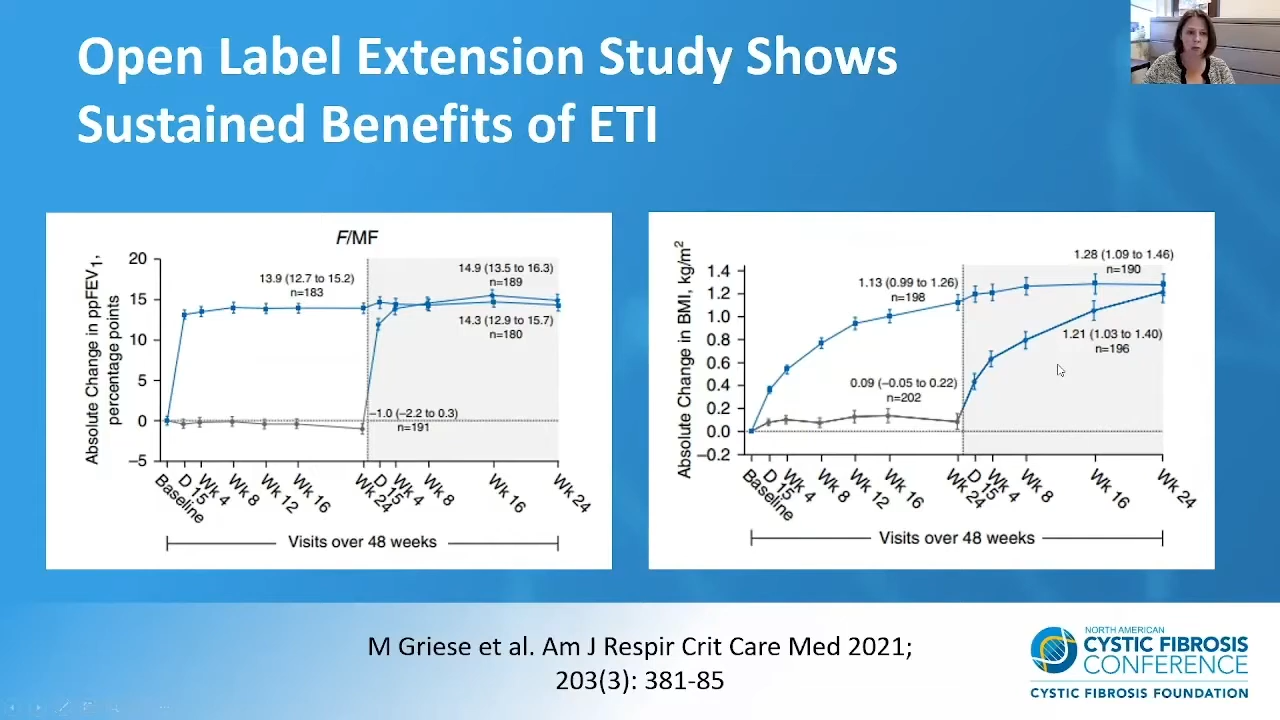 Open Label Extension Study Shows
Sustained Benefits of ETI
F/MF
Absolute Change in ppFEV1,
percentage points
20
15
10
5
0
–5
13.9 (12.7 to 15.2)
n=183
14.9 (13.5 to 16.3)
n=189
14.3 (12.9 to 15.7)
n=180
–1.0 (–2.2 to 0.3)
n=191
Baseline
D 15
Wk 4
Wk 8
Wk 12
Wk 16
Wk 24
D 15
Wk 4
Wk 8
Wk 16
Wk 24
Visits over 48 weeks
Absolute Change in BMI, kg/m²
1.4
1.2
1.0
0.8
0.6
0.4
0.2
0.0
–0.2
1.13 (0.99 to 1.26)
n=198
1.28 (1.09 to 1.46)
n=190
1.21 (1.03 to 1.40)
n=196
0.09 (–0.05 to 0.22)
n=202
Baseline
D 15
Wk 4
Wk 8
Wk 12
Wk 16
Wk 24
D 15
Wk 4
Wk 8
Wk 16
Wk 24
Visits over 48 weeks
M Griese et al. Am J Respir Crit Care Med 2021;
203(3): 381-85
NORTH AMERICAN
CYSTIC FIBROSIS
CONFERENCE
CYSTIC FIBROSIS FOUNDATION